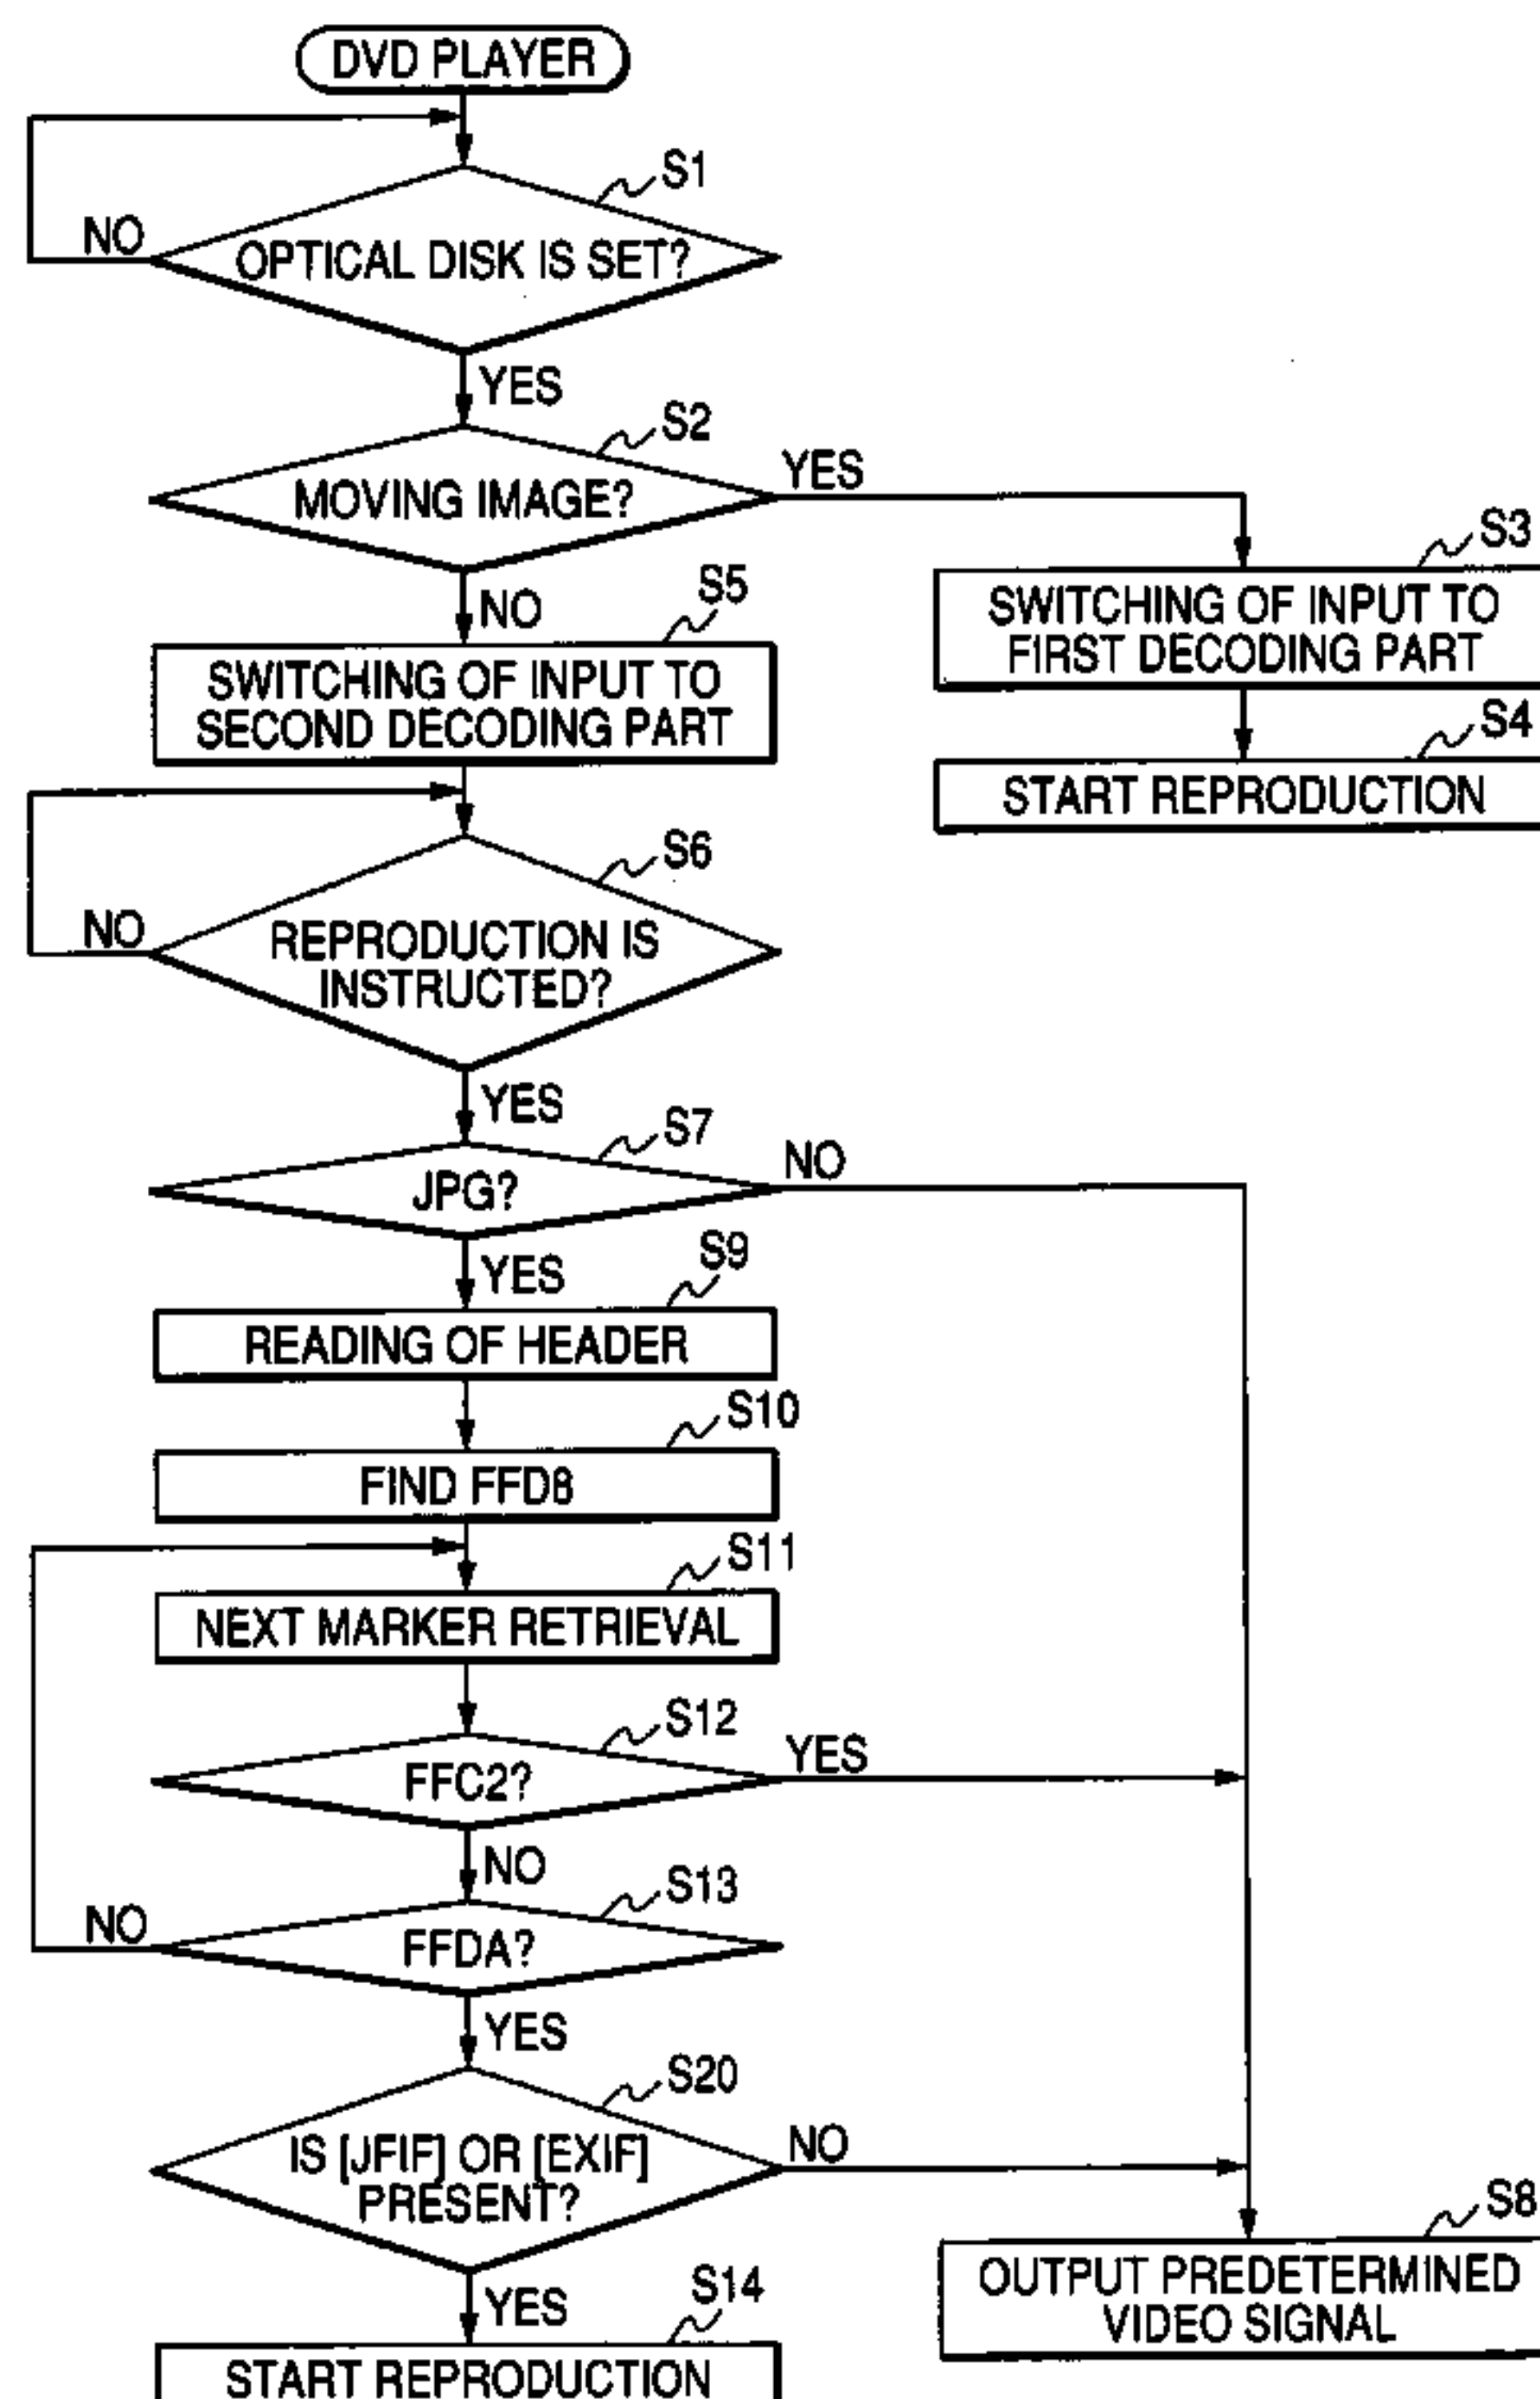 DVD PLAYER
S1
NO
OPTICAL DISK IS SET?
YES
S2
MOVING IMAGE?
YES
NO
S3
SWITCHING OF INPUT TO
FIRST DECODING PART
S4
START REPRODUCTION
S5
SWITCHING OF INPUT TO
SECOND DECODING PART
S6
NO
REPRODUCTION IS
INSTRUCTED?
YES
S7
JPG?
NO
YES
S9
READING OF HEADER
S10
FIND FFD8
S11
NEXT MARKER RETRIEVAL
S12
FFC2?
YES
NO
S13
NO
FFDA?
YES
S20
IS [JFIF] OR [EXIF]
PRESENT?
NO
YES
S8
OUTPUT PREDETERMINED
VIDEO SIGNAL
S14
START REPRODUCTION